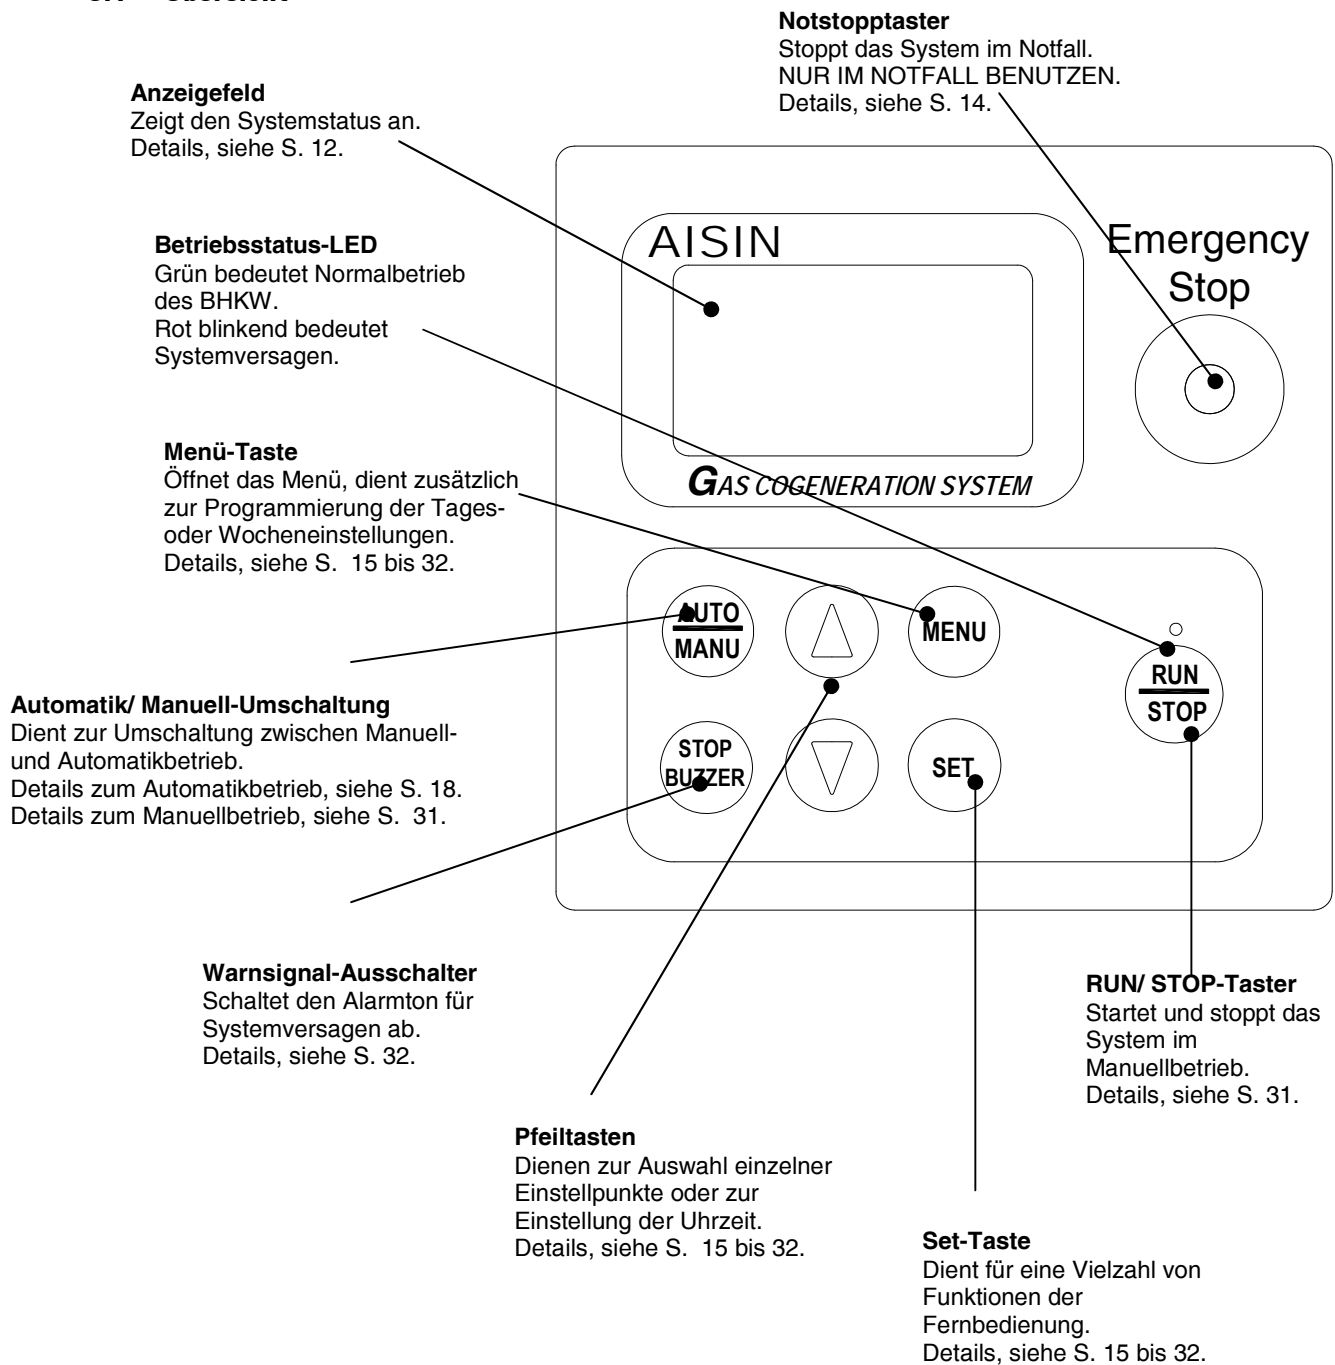 Notstopptaster
Stoppt das System im Notfall.
NUR IM NOTFALL BENUTZEN.
Details, siehe S. 14.
Anzeigefeld
Zeigt den Systemstatus an.
Details, siehe S. 12.
Betriebsstatus-LED
Grün bedeutet Normalbetrieb
des BHKW.
Rot blinkend bedeutet
Systemversagen.
Menü-Taste
Öffnet das Menü, dient zusätzlich
zur Programmierung der Tages-
oder Wocheneinstellungen.
Details, siehe S. 15 bis 32.
AISIN
GAS COGENERATION SYSTEM
Emergency
Stop
AUTO
MANU
MENU
RUN
STOP
STOP
BUZZER
SET
Automatik/ Manuell-Umschaltung
Dient zur Umschaltung zwischen Manuell-
und Automatikbetrieb.
Details zum Automatikbetrieb, siehe S. 18.
Details zum Manuellbetrieb, siehe S. 31.
Warnsignal-Ausschalter
Schaltet den Alarmton für
Systemversagen ab.
Details, siehe S. 32.
RUN/ STOP-Taster
Startet und stoppt das
System im
Manuellbetrieb.
Details, siehe S. 31.
Pfeiltasten
Dienen zur Auswahl einzelner
Einstellpunkte oder zur
Einstellung der Uhrzeit.
Details, siehe S. 15 bis 32.
Set-Taste
Dient für eine Vielzahl von
Funktionen der
Fernbedienung.
Details, siehe S. 15 bis 32.